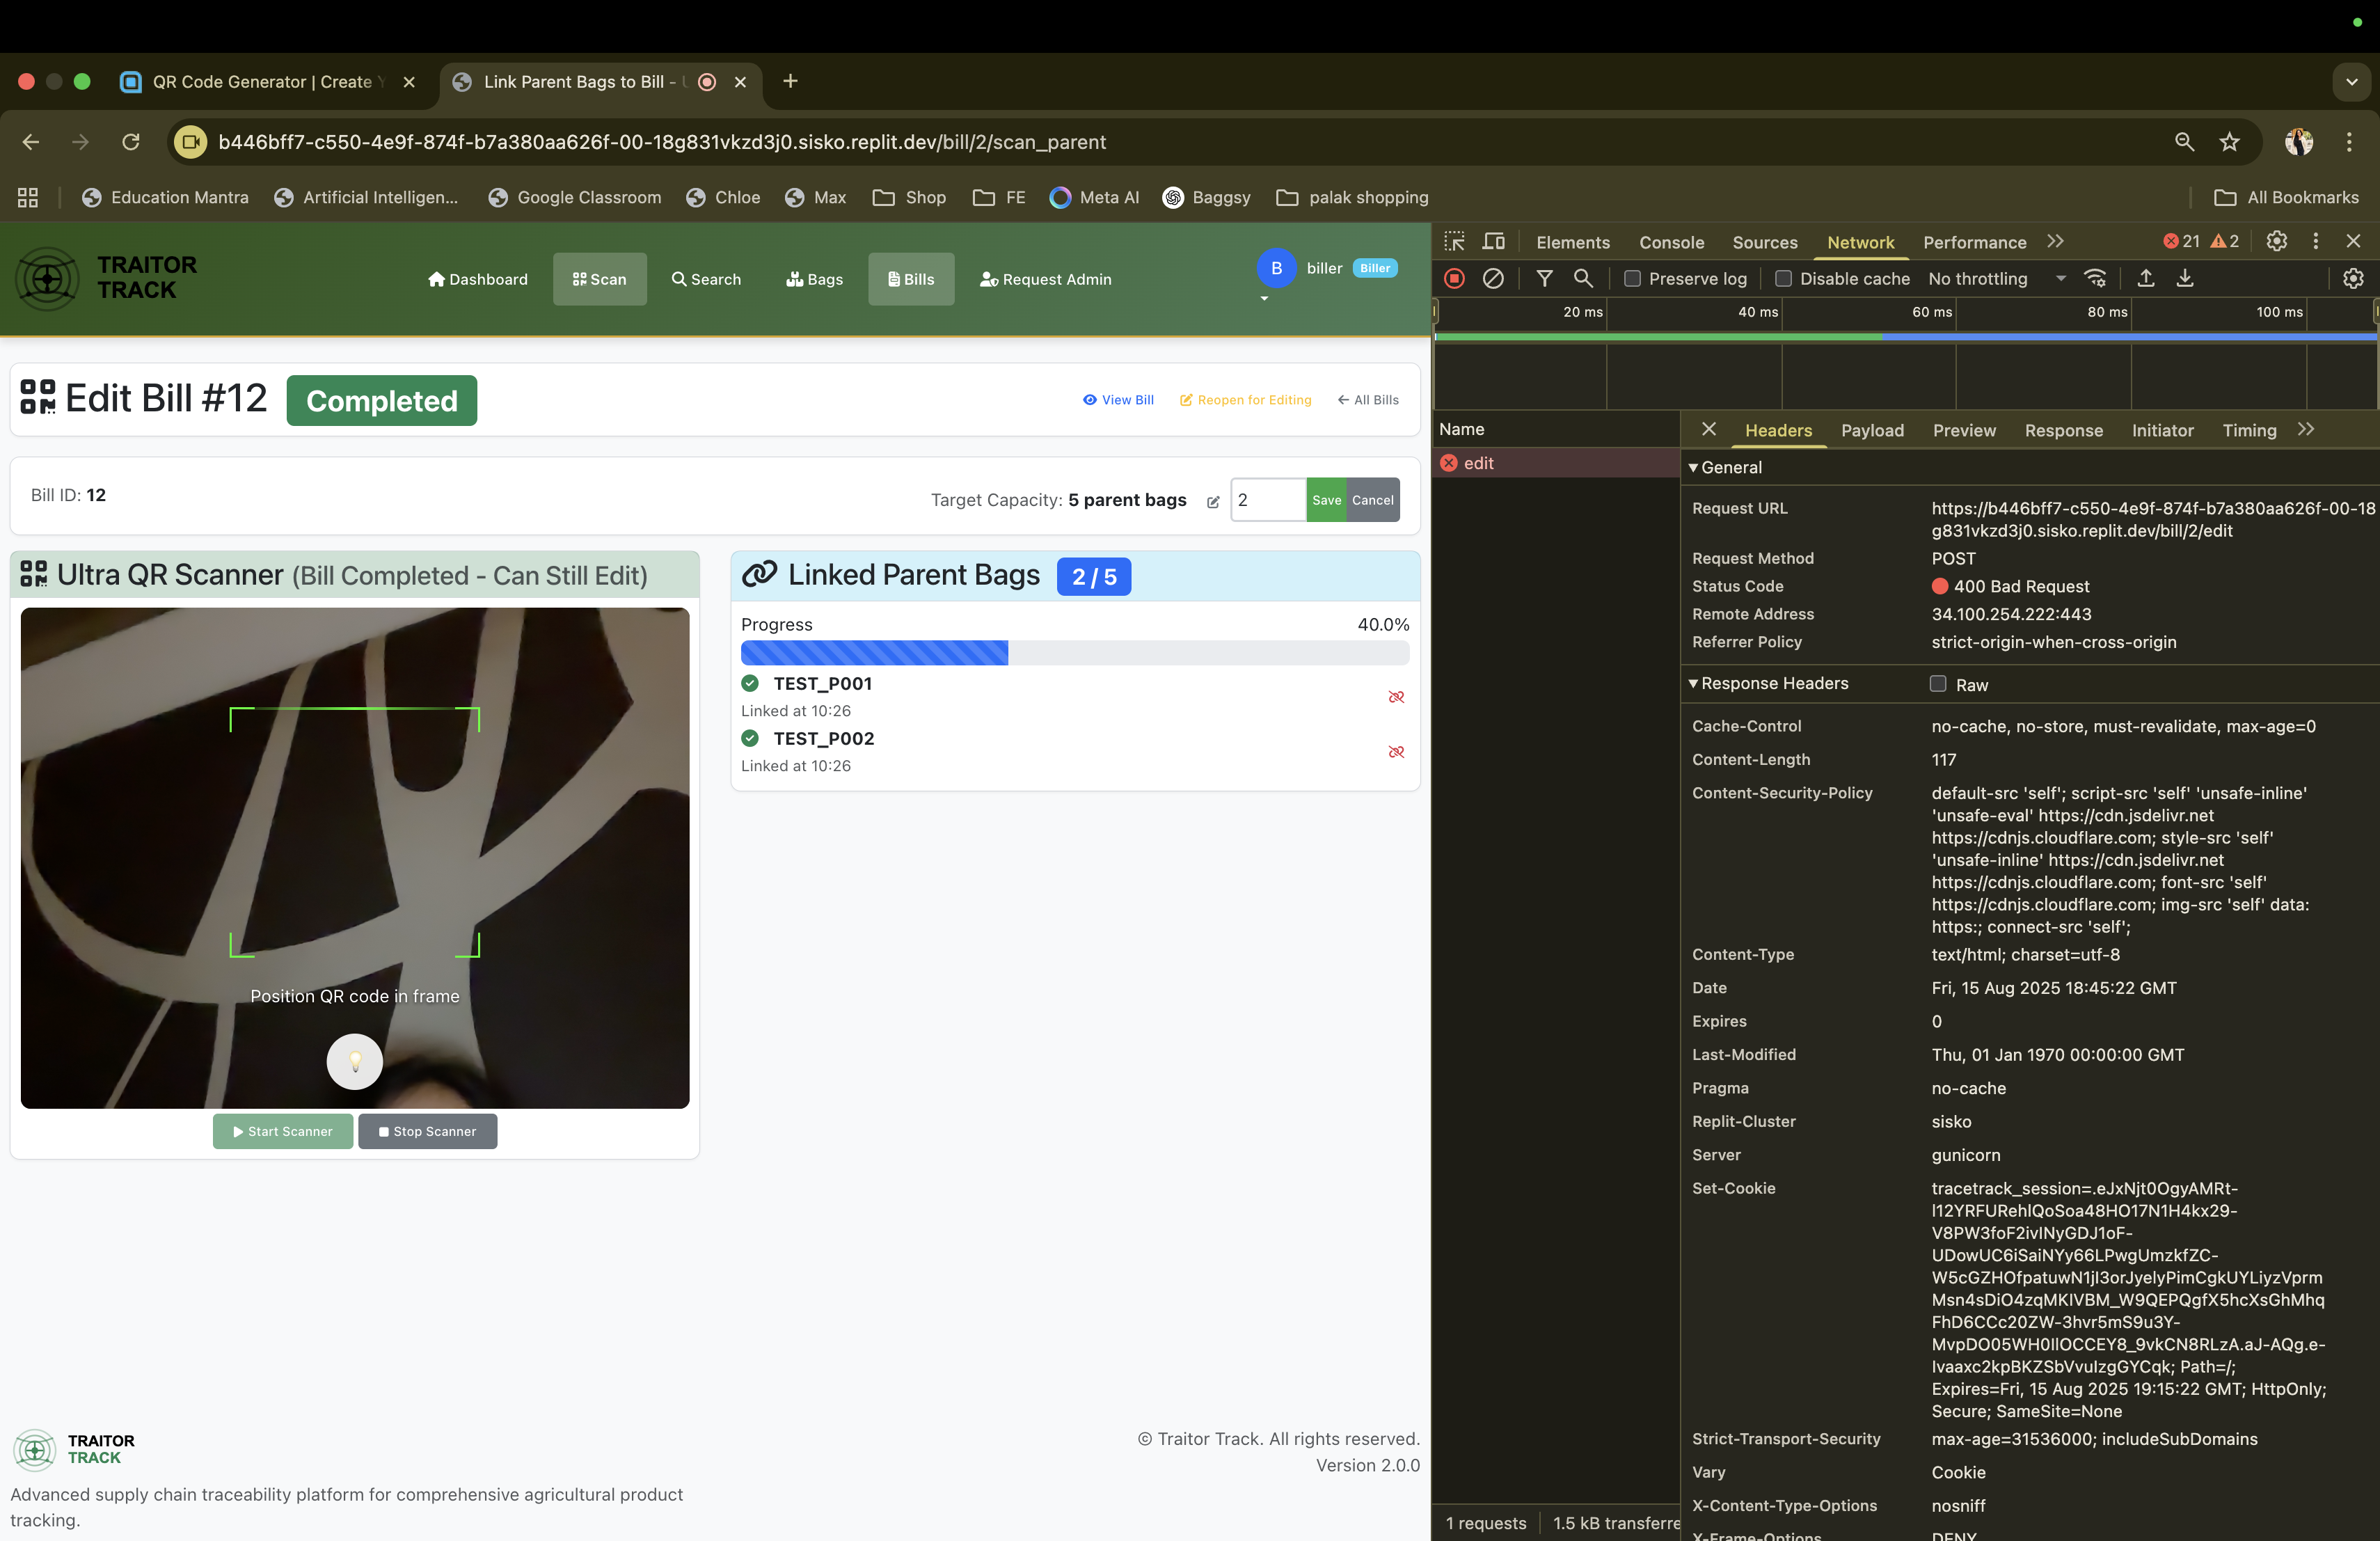 QR Code Generator | Create Y
Link Parent Bags to Bill - U
b446bff7-c550-4e9f-874f-b7a380aa626f-00-18g831vkzd3j0.sisko.replit.dev/bill/2/scan_parent
Education Mantra
Artificial Intelligen...
Google Classroom
Chloe
Max
Shop
FE
Meta AI
Baggsy
palak shopping
All Bookmarks
TRAITOR
TRACK
Dashboard
Scan
Search
Bags
Bills
Request Admin
B
biller
Biller
Edit Bill #12
Completed
View Bill
Reopen for Editing
All Bills
Bill ID: 12
Target Capacity: 5 parent bags
2
Save
Cancel
Ultra QR Scanner (Bill Completed - Can Still Edit)
Position QR code in frame
Start Scanner
Stop Scanner
Linked Parent Bags
2 / 5
Progress
40.0%
TEST_P001
Linked at 10:26
TEST_P002
Linked at 10:26
TRAITOR
TRACK
Advanced supply chain traceability platform for comprehensive agricultural product
tracking.
© Traitor Track. All rights reserved.
Version 2.0.0
Elements
Console
Sources
Network
Performance
21
2
Preserve log
Disable cache
No throttling
20 ms
40 ms
60 ms
80 ms
100 ms
Name
edit
Headers
Payload
Preview
Response
Initiator
Timing
General
Request URL
https://b446bff7-c550-4e9f-874f-b7a380aa626f-00-18
g831vkzd3j0.sisko.replit.dev/bill/2/edit
Request Method
POST
Status Code
400 Bad Request
Remote Address
34.100.254.222:443
Referrer Policy
strict-origin-when-cross-origin
Response Headers
Raw
Cache-Control
no-cache, no-store, must-revalidate, max-age=0
Content-Length
117
Content-Security-Policy
default-src 'self'; script-src 'self' 'unsafe-inline'
'unsafe-eval' https://cdn.jsdelivr.net
https://cdnjs.cloudflare.com; style-src 'self'
'unsafe-inline' https://cdn.jsdelivr.net
https://cdnjs.cloudflare.com; font-src 'self'
https://cdnjs.cloudflare.com; img-src 'self' data:
https:; connect-src 'self';
Content-Type
text/html; charset=utf-8
Date
Fri, 15 Aug 2025 18:45:22 GMT
Expires
0
Last-Modified
Thu, 01 Jan 1970 00:00:00 GMT
Pragma
no-cache
Replit-Cluster
sisko
Server
gunicorn
Set-Cookie
tracetrack_session=.eJxNjt0OgyAMRt-
V8PW3foF2ivINyGDJ1oF-
UDowUC6iSaiNYy66LPwgUmzkfZC-
W5cGZHOfpatuwN1jI3orJyelyPimCgkUYLiyzVprm
Msn4sDiO4zqMKIVBM_W9QEPQgfX5hcXsGhMhq
FhD6CCc20ZW-3hvr5mS9u3Y-
Expires=Fri, 15 Aug 2025 19:15:22 GMT; HttpOnly;
Secure; SameSite=None
Strict-Transport-Security
max-age=31536000; includeSubDomains
Vary
Cookie
X-Content-Type-Options
nosniff
X-Frame-Options
DENY
1 requests
1.5 kB transferre